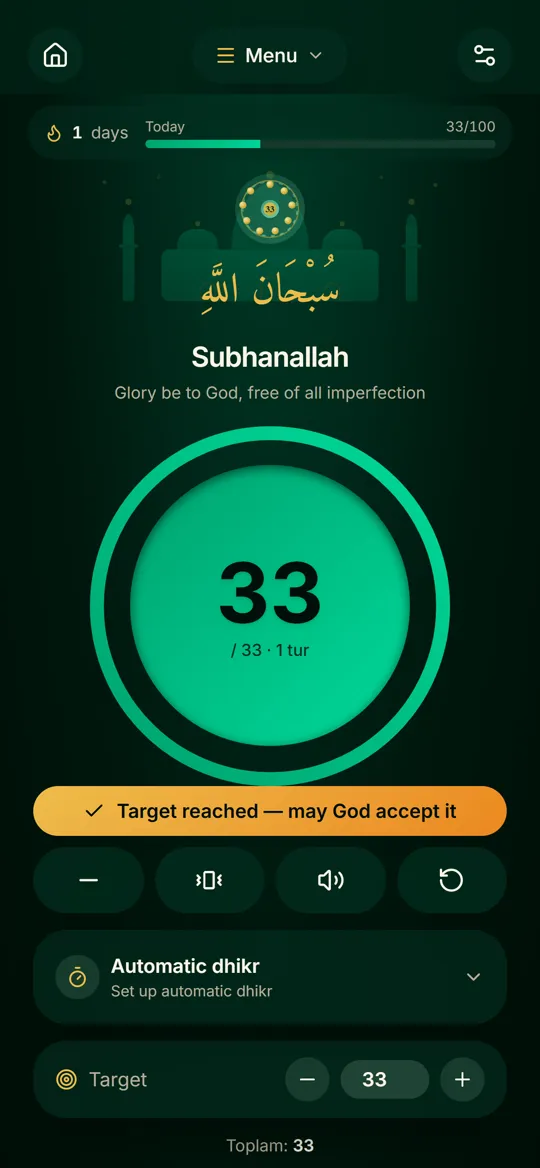 Menu
1 days
Today
33/100
33
سُبْحَانَ اللَّهِ
Subhanallah
Glory be to God, free of all imperfection
33
/ 33 · 1 tur
Target reached — may God accept it
Automatic dhikr
Set up automatic dhikr
Target
33
Toplam: 33